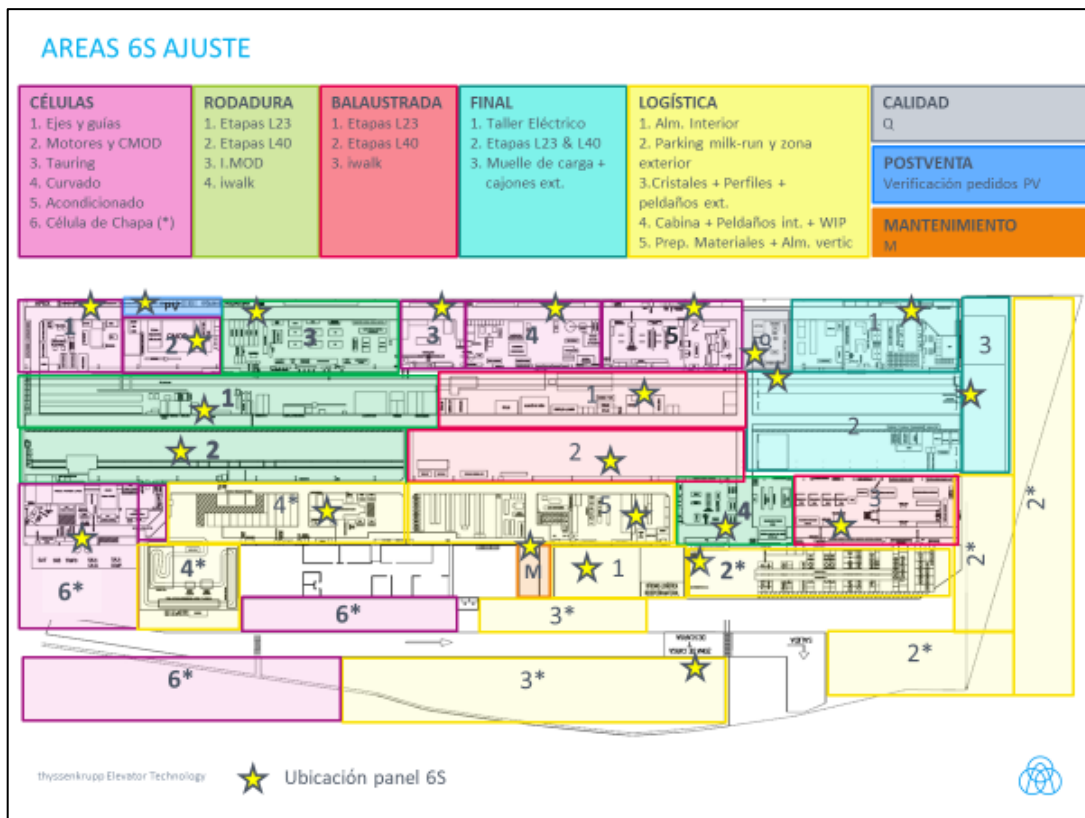 AREAS 6S AJUSTE
CÉLULAS
1. Ejes y guías
2. Motores y CMOD
3. Tauring
4. Curvado
5. Acondicionado
6. Célula de Chapa (*)
RODADURA
1. Etapas L23
2. Etapas L40
3. I.MOD
4. iwalk
BALAUSTRADA
1. Etapas L23
2. Etapas L40
3. iwalk
FINAL
1. Taller Eléctrico
2. Etapas L23 & L40
3. Muelle de carga +
cajones ext.
LOGÍSTICA
1. Alm. Interior
2. Parking milk-run y zona
exterior
3.Cristales + Perfiles +
peldaños ext.
4. Cabina + Peldaños int. + WIP
5. Prep. Materiales + Alm. vertic
CALIDAD
Q
POSTVENTA
Verificación pedidos PV
MANTENIMIENTO
M
PV
1
2
3
3
4
5
Q
1
3
1
1
2
2
2
2*
4*
5
4
3
2*
6*
4*
M
1
2*
6*
3*
ZONA DE CARGA
Y
DESCARGA
SALIDA
2*
6*
3*
thyssenkrupp Elevator Technology
Ubicación panel 6S